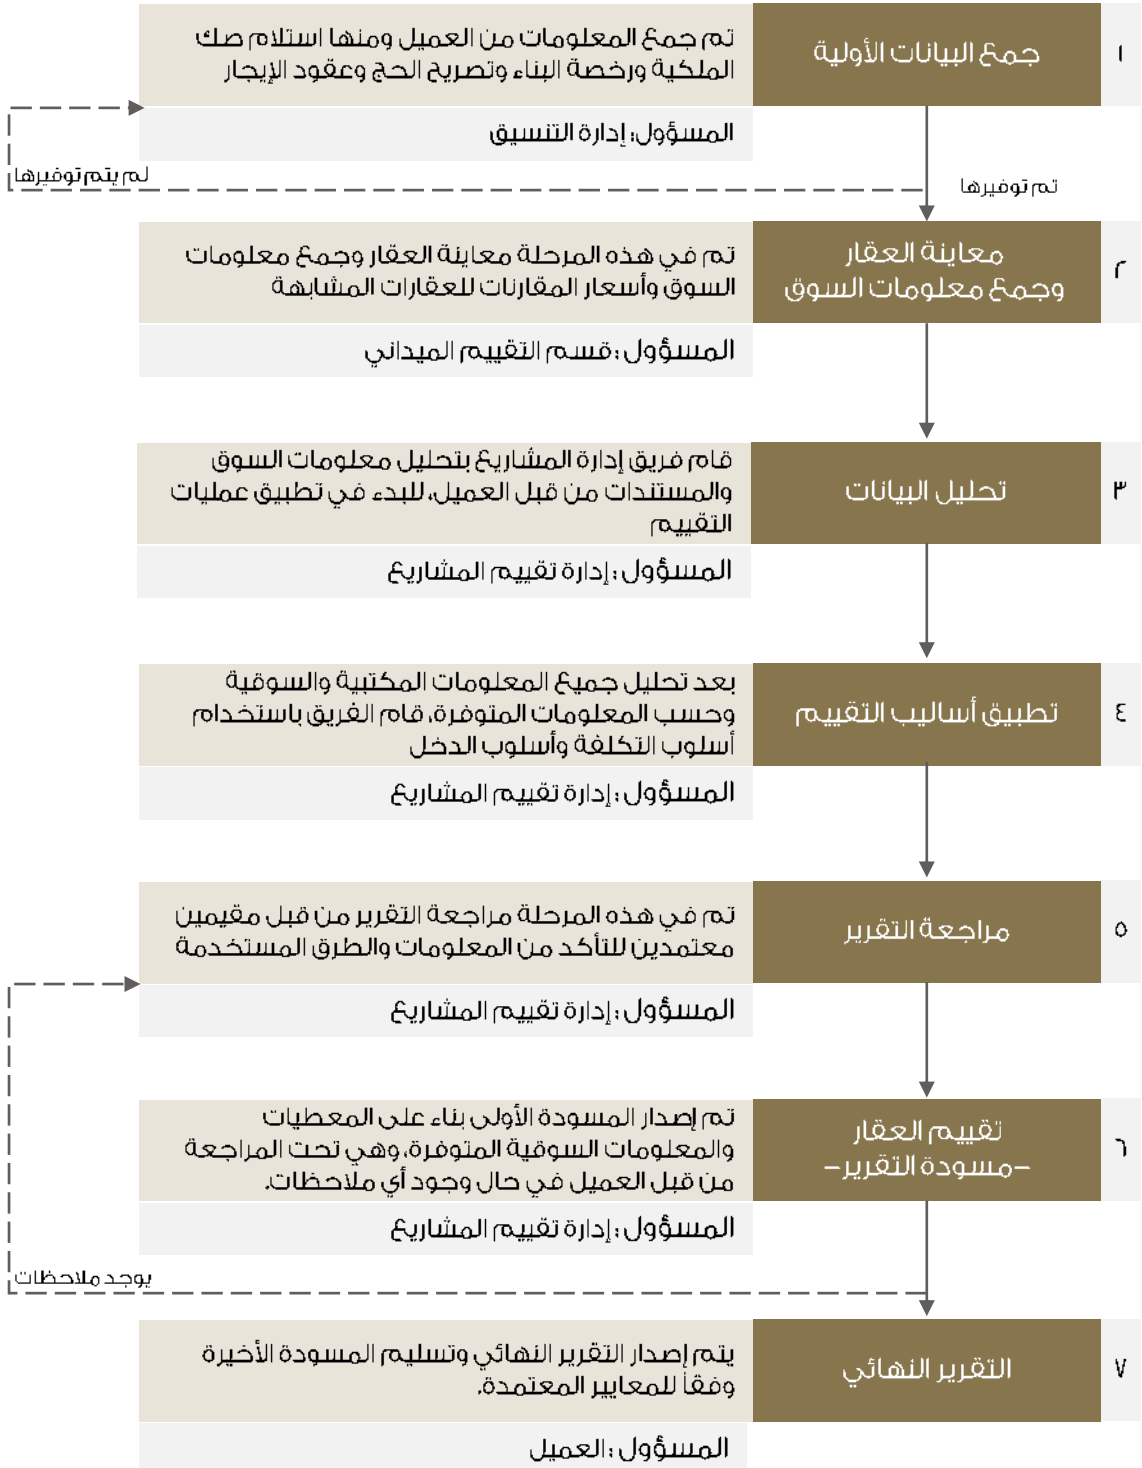 ١
جمع البيانات الأولية
تم جمع المعلومات من العميل ومنها استلام صك
الملكية ورخصة البناء وتصريح الحج وعقود الإيجار
المسؤول: إدارة التنسيق
لم يتم توفيرها
تم توفيرها
٢
معاينة العقار
وجمع معلومات السوق
تم في هذه المرحلة معاينة العقار وجمع معلومات
السوق وأسعار المقارنات للعقارات المشابهة
المسؤول: قسم التقييم الميداني
٣
تحليل البيانات
قام فريق إدارة المشاريع بتحليل معلومات السوق
والمستندات من قبل العميل، للبدء في تطبيق عمليات
التقييم
المسؤول: إدارة تقييم المشاريع
٤
تطبيق أساليب التقييم
بعد تحليل جميع المعلومات المكتبية والسوقية
وحسب المعلومات المتوفرة، قام الفريق باستخدام
أسلوب التكلفة وأسلوب الدخل
المسؤول: إدارة تقييم المشاريع
٥
مراجعة التقرير
تم في هذه المرحلة مراجعة التقرير من قبل مقيمين
معتمدين للتأكد من المعلومات والطرق المستخدمة
المسؤول: إدارة تقييم المشاريع
٦
تقييم العقار
-مسودة التقرير-
تم إصدار المسودة الأولى بناء على المعطيات
والمعلومات السوقية المتوفرة، وهي تحت المراجعة
من قبل العميل في حال وجود أي ملاحظات.
المسؤول: إدارة تقييم المشاريع
يوجد ملاحظات
٧
التقرير النهائي
يتم إصدار التقرير النهائي وتسليم المسودة الأخيرة
وفقاً للمعايير المعتمدة.
المسؤول: العميل